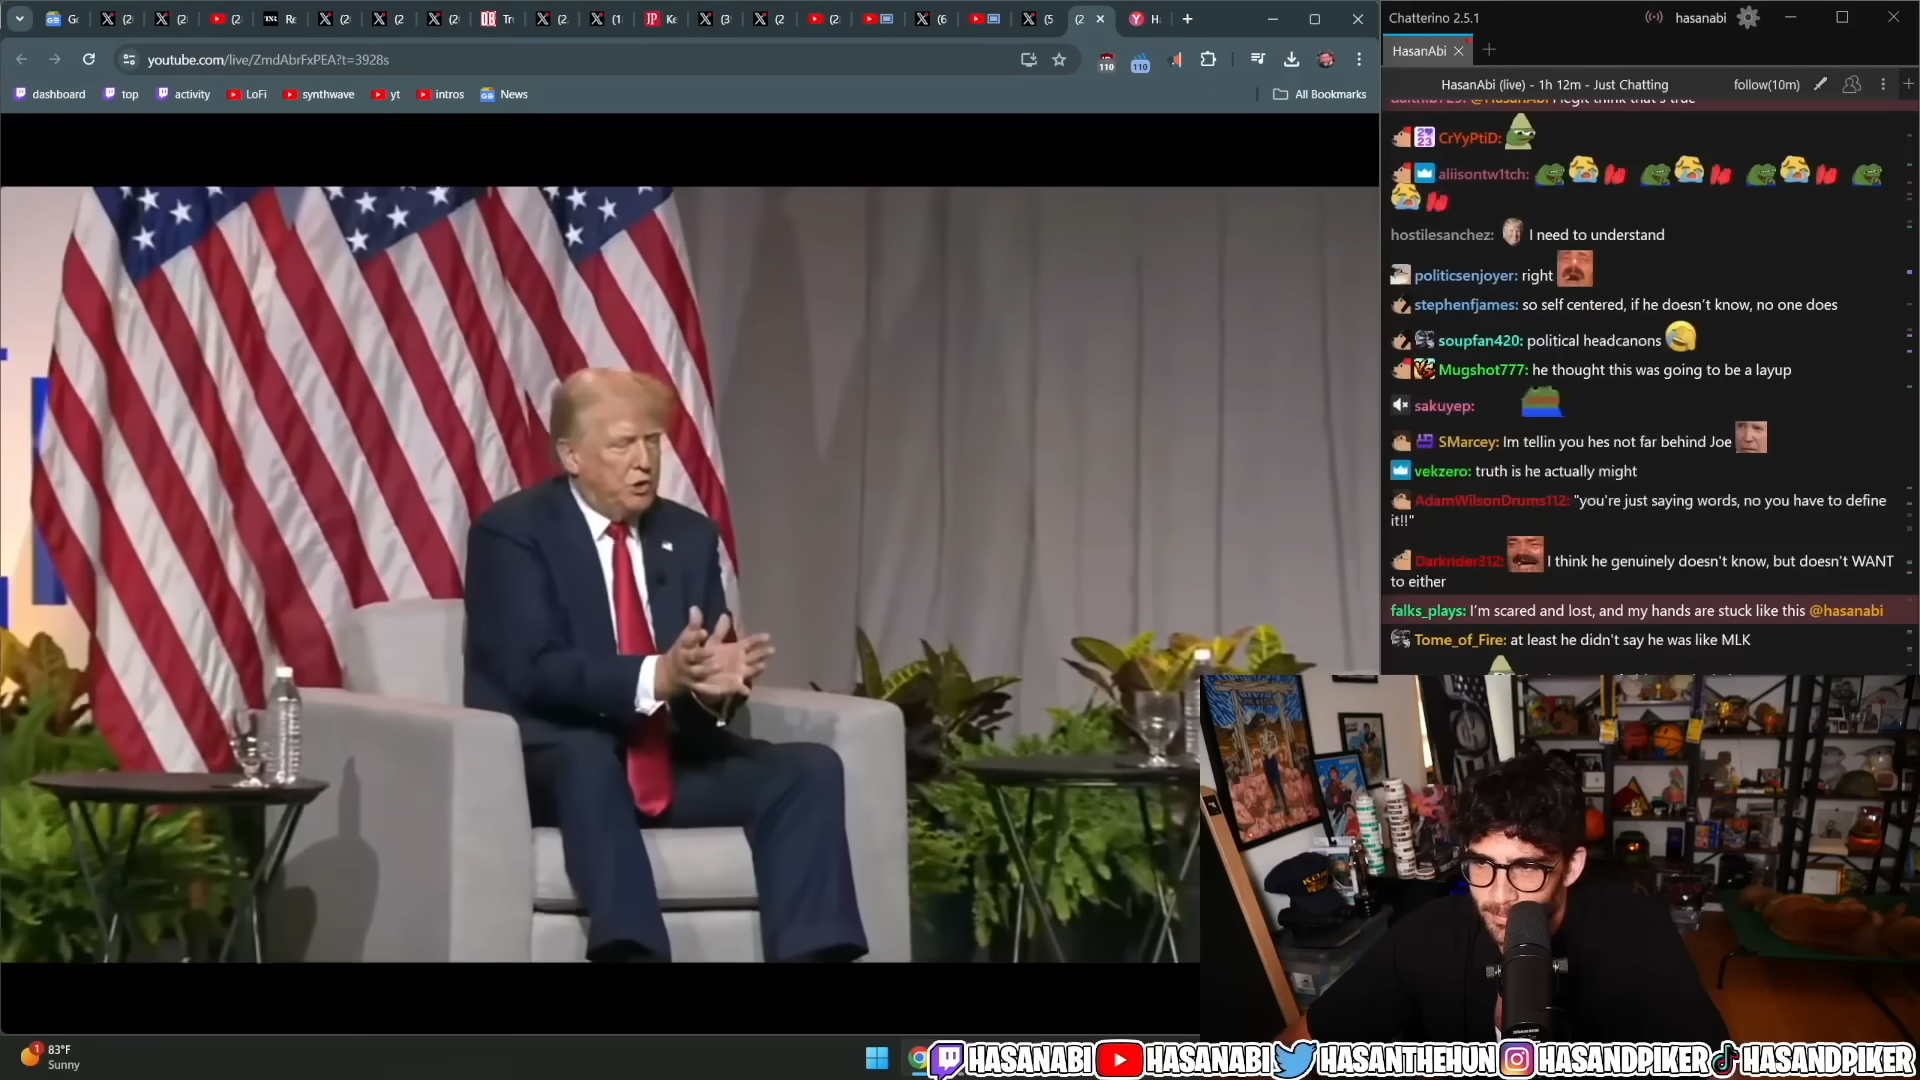 youtube.com/live/ZmdAbrFxPEA?t=3928s
dashboard top activity LoFi synthwave yt intros News All Bookmarks
110 110
Chatterino 2.5.1
hasanabi
HasanAbi
HasanAbi (live) - 1h 12m - Just Chatting
follow(10m)
CrYyPtiD:
aliisontw1tch:
hostilesanchez: I need to understand
politicsenjoyer: right
stephenfjames: so self centered, if he doesn't know, no one does
soupfan420: political headcanons
Mugshot777: he thought this was going to be a layup
sakuyep:
SMarcey: Im tellin you hes not far behind Joe
vekzero: truth is he actually might
AdamWilsonDrums112: "you're just saying words, no you have to define
it!!"
Darkrider312: I think he genuinely doesn't know, but doesn't WANT
to either
falks_plays: I'm scared and lost, and my hands are stuck like this @hasanabi
Tome_of_Fire: at least he didn't say he was like MLK
1
83°F
Sunny
HASANABI HASANABI HASANTHEHUN HASANDPIKER HASANDPIKER